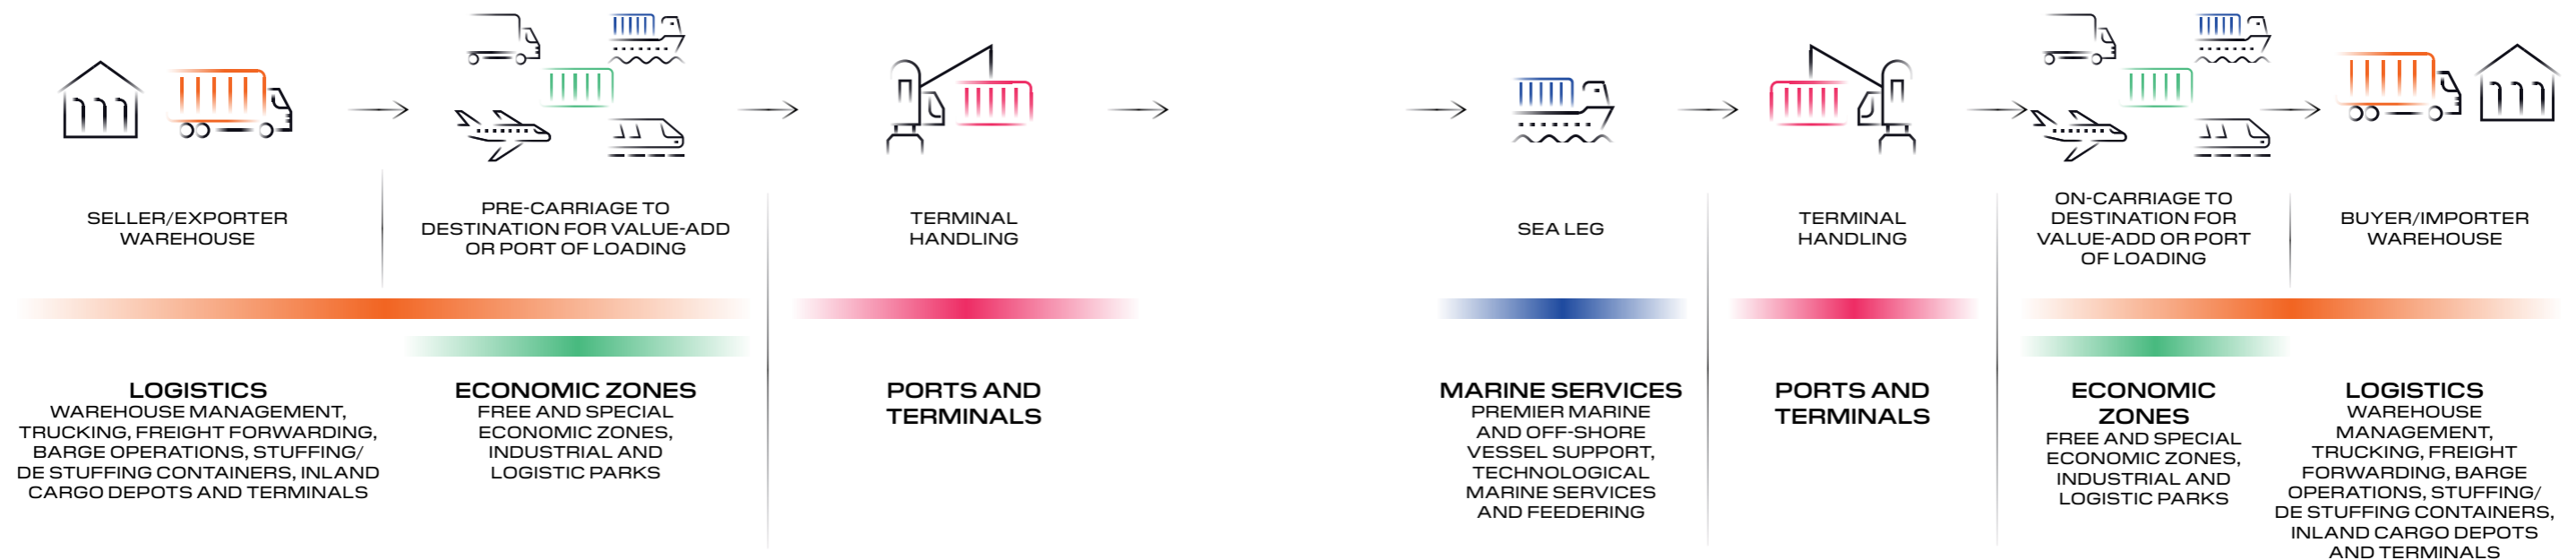 SELLER/EXPORTER
WAREHOUSE
PRE-CARRIAGE TO
DESTINATION FOR VALUE-ADD
OR PORT OF LOADING
TERMINAL
HANDLING
SEA LEG
TERMINAL
HANDLING
ON-CARRIAGE TO
DESTINATION FOR
VALUE-ADD OR PORT
OF LOADING
BUYER/IMPORTER
WAREHOUSE
LOGISTICS
WAREHOUSE MANAGEMENT,
TRUCKING, FREIGHT FORWARDING,
BARGE OPERATIONS, STUFFING/
DE STUFFING CONTAINERS, INLAND
CARGO DEPOTS AND TERMINALS
ECONOMIC ZONES
FREE AND SPECIAL
ECONOMIC ZONES,
INDUSTRIAL AND
LOGISTIC PARKS
PORTS AND
TERMINALS
MARINE SERVICES
PREMIER MARINE
AND OFF-SHORE
VESSEL SUPPORT,
TECHNOLOGICAL
MARINE SERVICES
AND FEEDERING
PORTS AND
TERMINALS
ECONOMIC
ZONES
FREE AND SPECIAL
ECONOMIC ZONES,
INDUSTRIAL AND
LOGISTIC PARKS
LOGISTICS
WAREHOUSE
MANAGEMENT,
TRUCKING, FREIGHT
FORWARDING, BARGE
OPERATIONS, STUFFING/
DE STUFFING CONTAINERS,
INLAND CARGO DEPOTS
AND TERMINALS